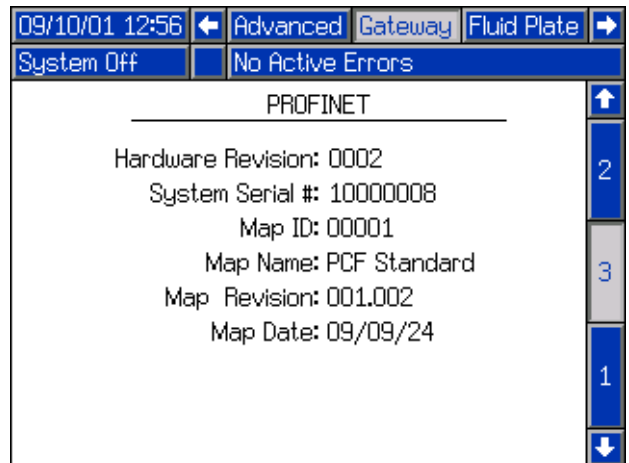 09/10/01 12:56 Advanced Gateway Fluid Plate
System Off No Active Errors
PROFINET
Hardware Revision: 0002
System Serial #: 10000008
Map ID: 00001
Map Name: PCF Standard
Map Revision: 001.002
Map Date: 09/09/24
2
3
1